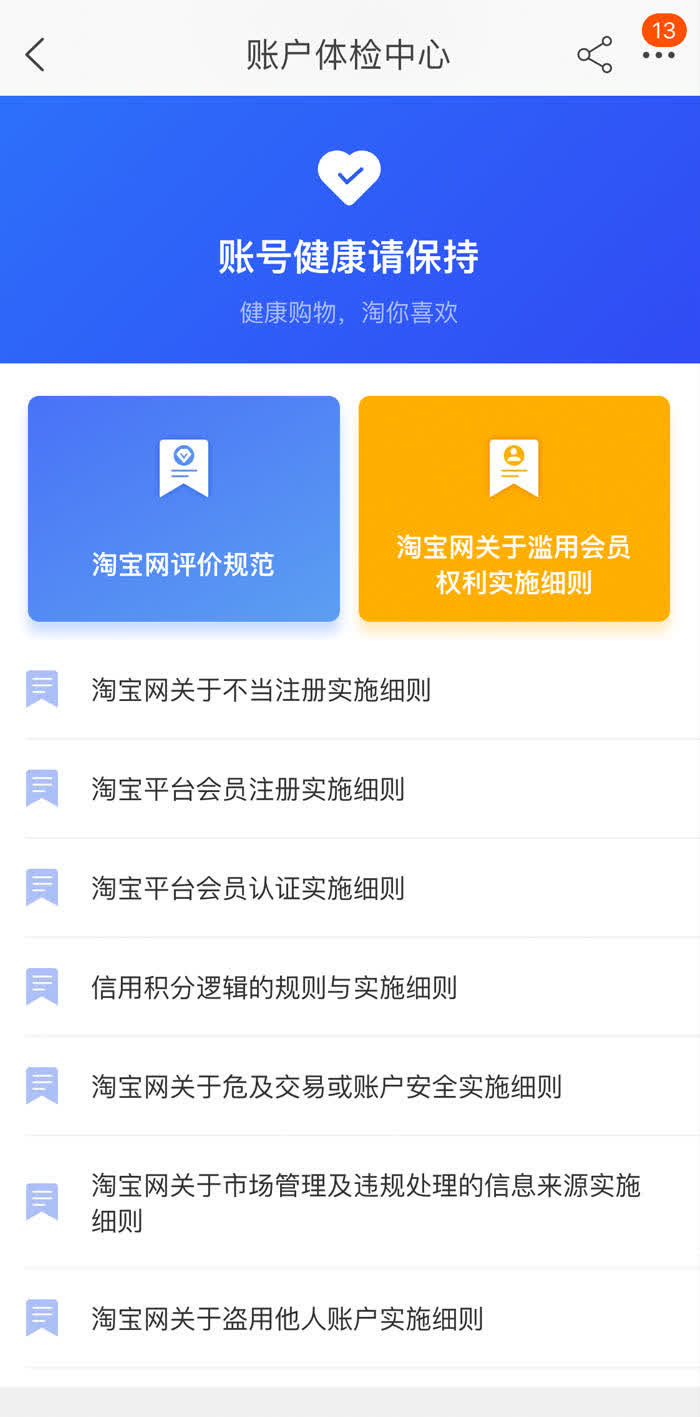 账户体检中心
13
账号健康请保持
健康购物，淘你喜欢
淘宝网评价规范
淘宝网关于滥用会员
权利实施细则
淘宝网关于不当注册实施细则
淘宝平台会员注册实施细则
淘宝平台会员认证实施细则
信用积分逻辑的规则与实施细则
淘宝网关于危及交易或账户安全实施细则
淘宝网关于市场管理及违规处理的信息来源实施
细则
淘宝网关于盗用他人账户实施细则